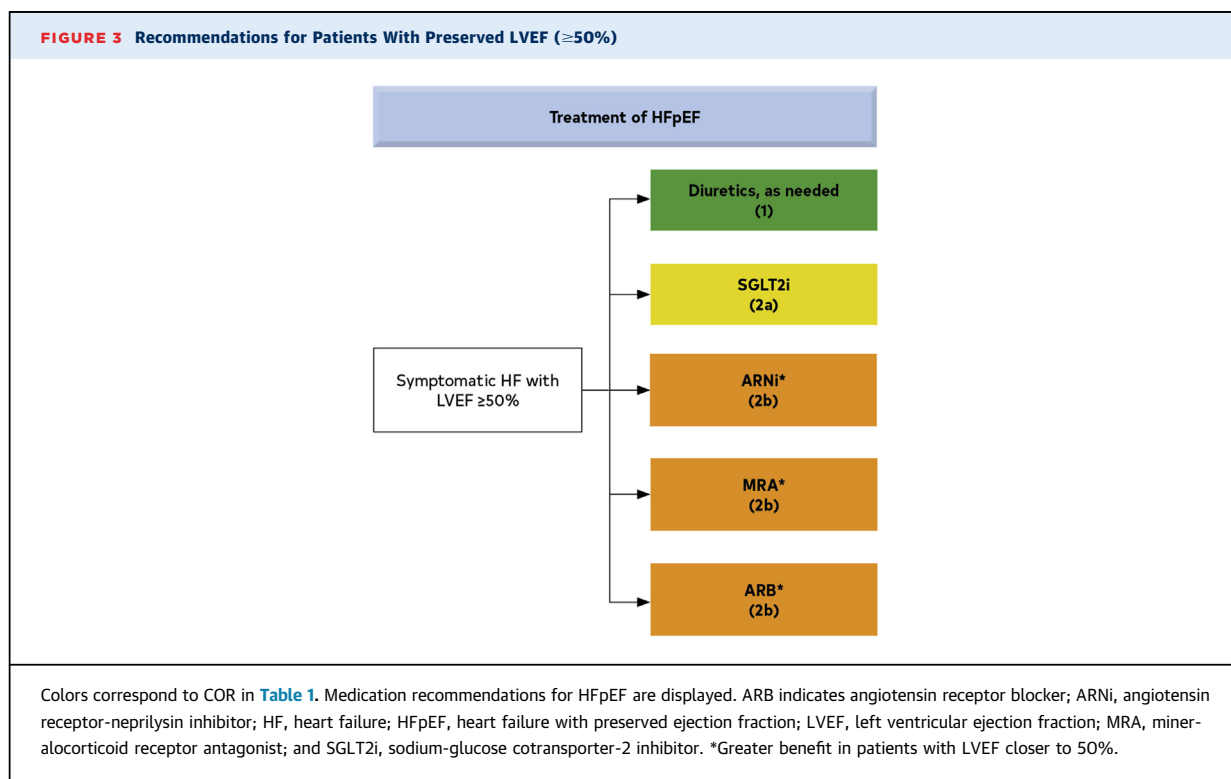 FIGURE 3 Recommendations for Patients With Preserved LVEF (≥50%)
Treatment of HFpEF
Diuretics, as needed
(1)
SGLT2i
(2a)
Symptomatic HF with
LVEF ≥50%
ARNi*
(2b)
MRA*
(2b)
ARB*
(2b)
Colors correspond to COR in Table 1. Medication recommendations for HFpEF are displayed. ARB indicates angiotensin receptor blocker; ARNi, angiotensin
receptor-neprilysin inhibitor; HF, heart failure; HFpEF, heart failure with preserved ejection fraction; LVEF, left ventricular ejection fraction; MRA, miner-
alocorticoid receptor antagonist; and SGLT2i, sodium-glucose cotransporter-2 inhibitor. *Greater benefit in patients with LVEF closer to 50%.